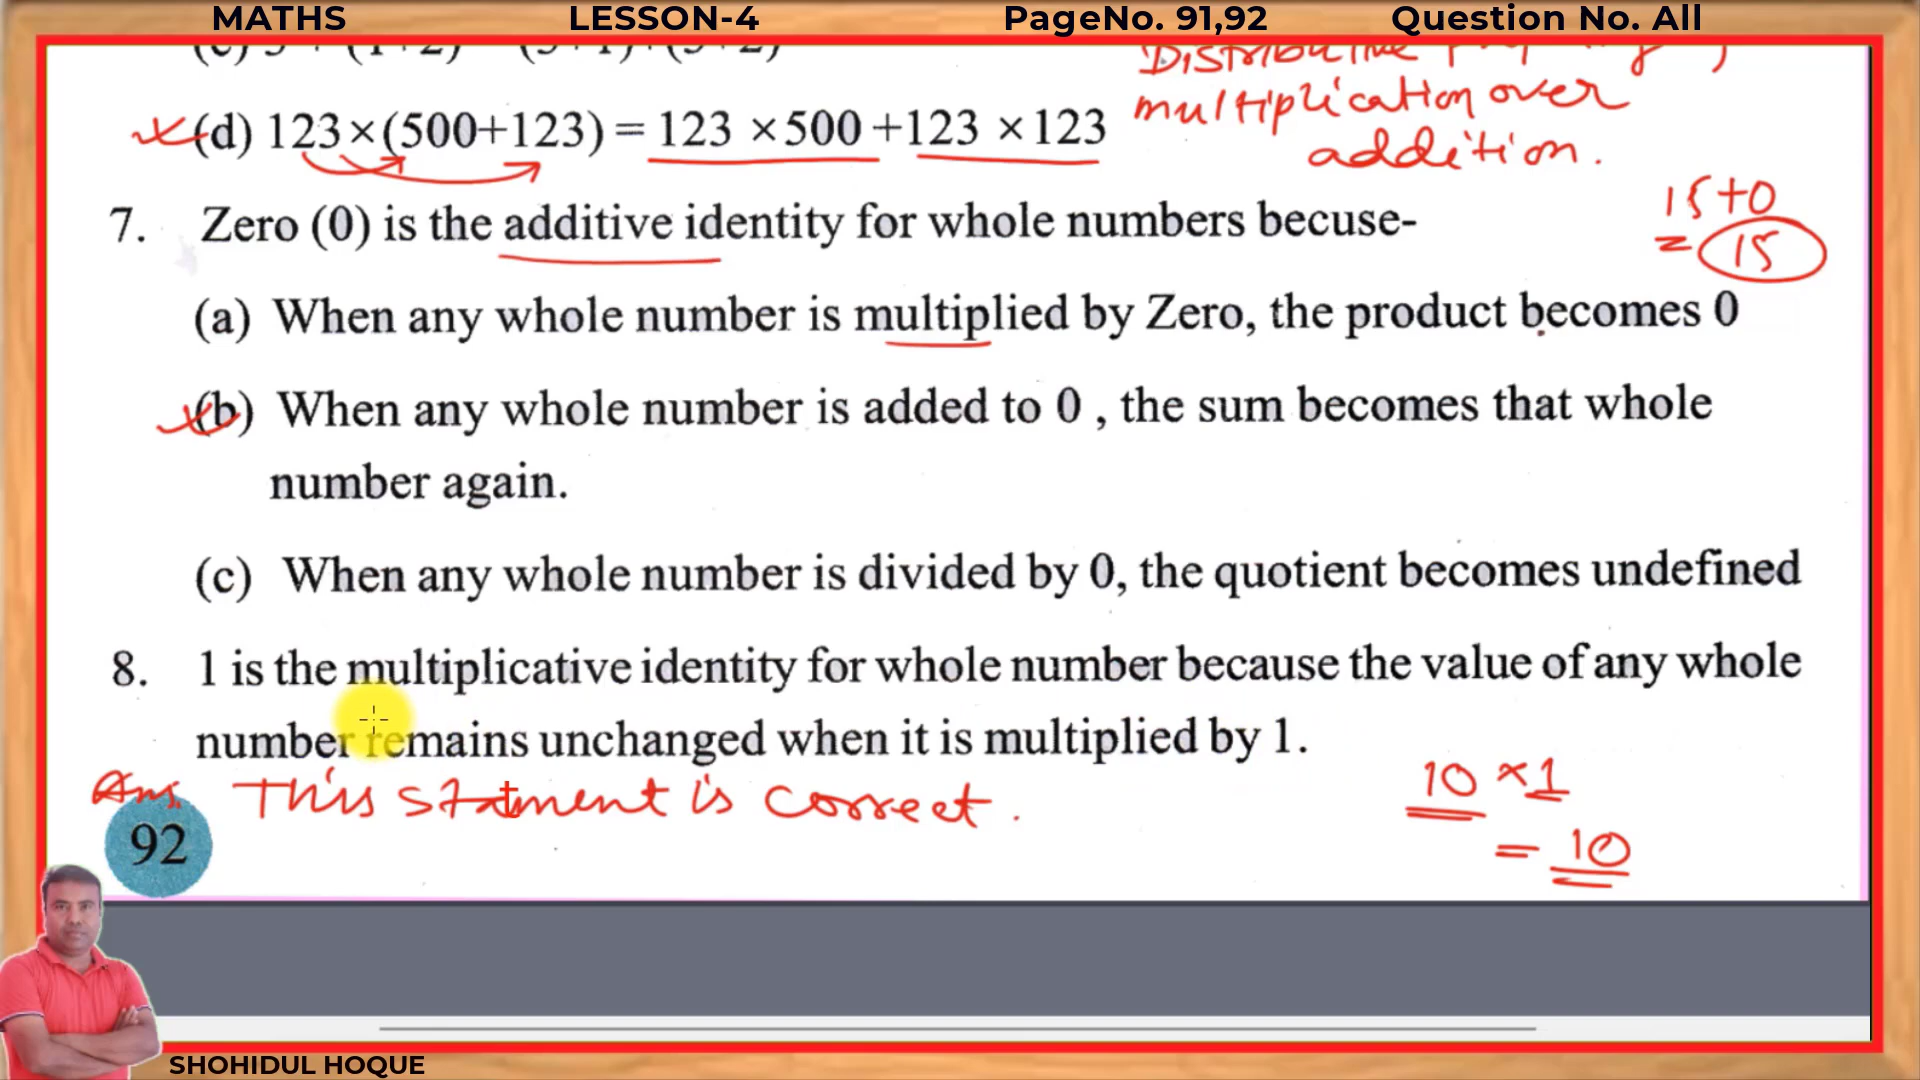 MATHS LESSON-4 PageNo. 91,92 Question No. All
multiplication over
addition.
(d) 123×(500+123) = 123 ×500 +123 ×123
15+0
= 15
7. Zero (0) is the additive identity for whole numbers becuse-
(a) When any whole number is multiplied by Zero, the product becomes 0
(b) When any whole number is added to 0 , the sum becomes that whole
number again.
(c) When any whole number is divided by 0, the quotient becomes undefined
8. 1 is the multiplicative identity for whole number because the value of any whole
number remains unchanged when it is multiplied by 1.
Ans. This statment is correct.
10 × 1
= 10
92
SHOHIDUL HOQUE